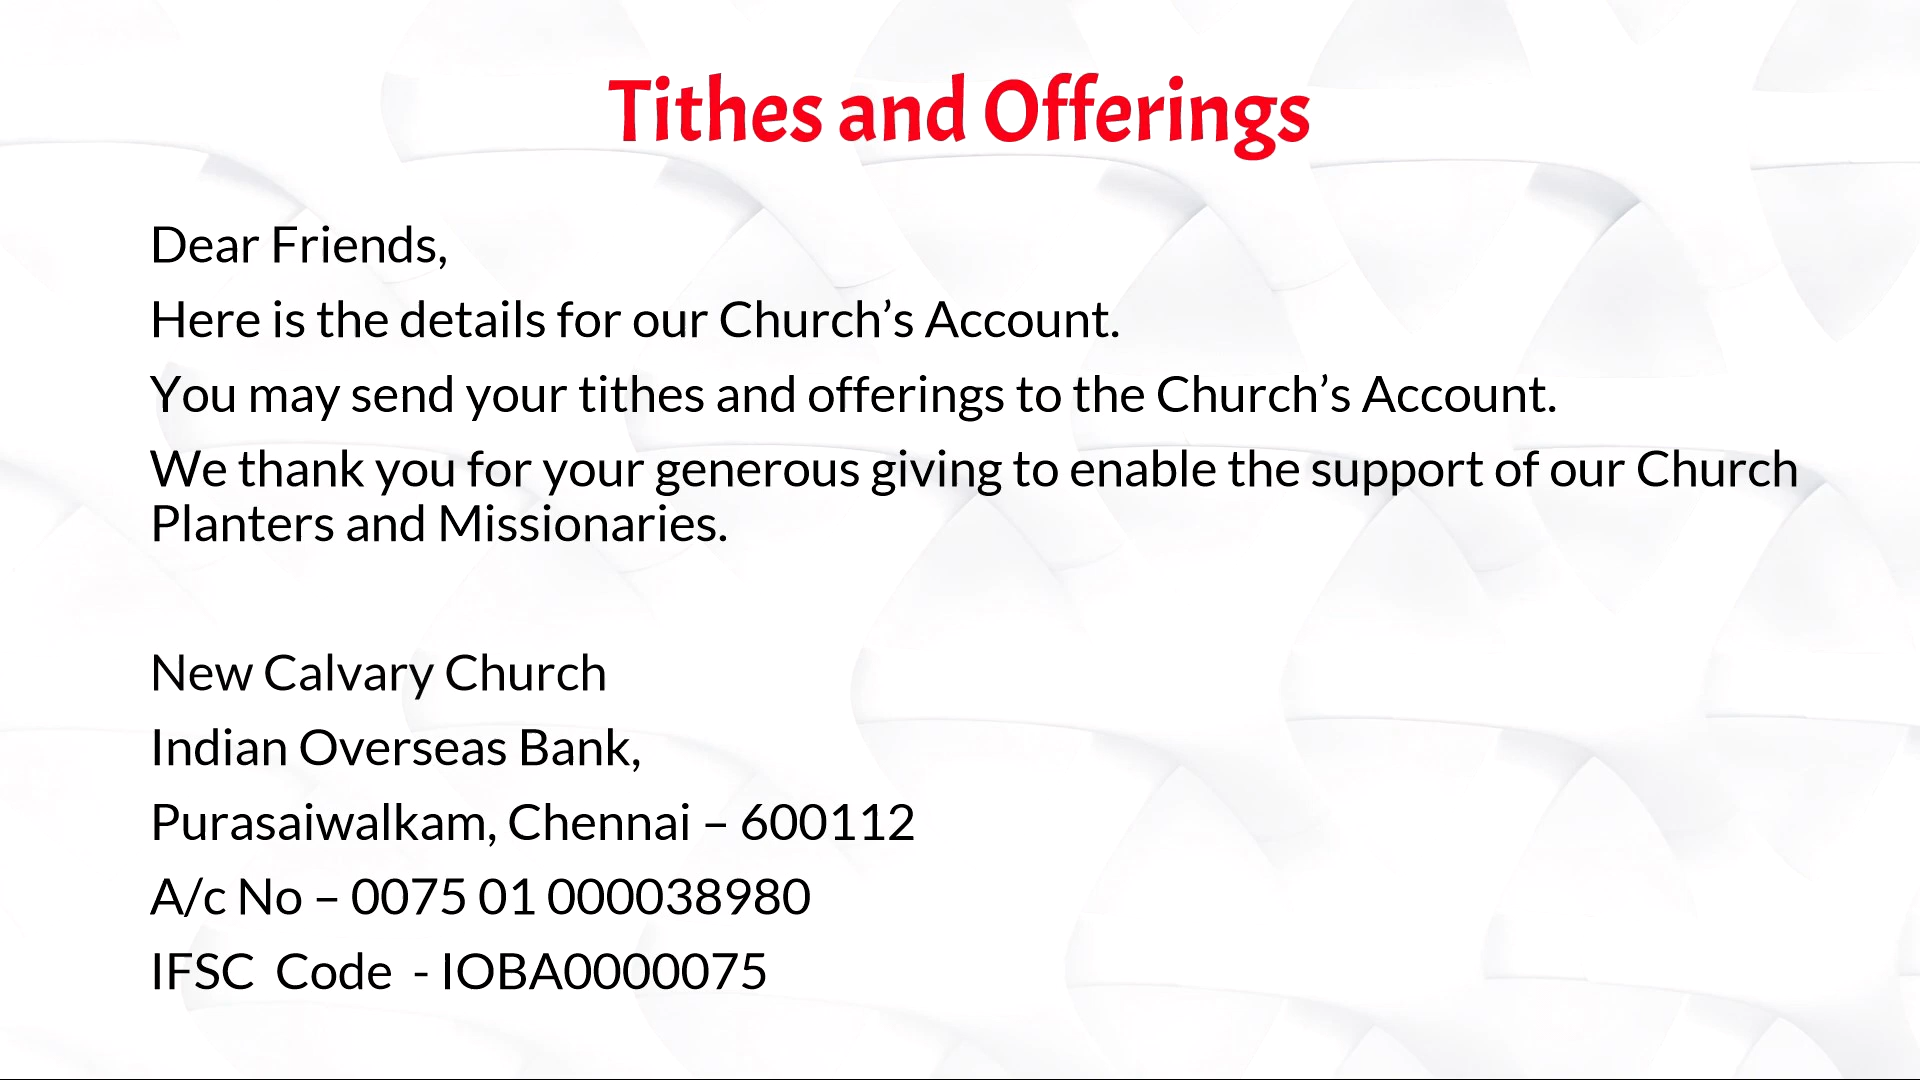 Tithes and Offerings
Dear Friends,
Here is the details for our Church’s Account.
You may send your tithes and offerings to the Church’s Account.
We thank you for your generous giving to enable the support of our Church
Planters and Missionaries.
New Calvary Church
Indian Overseas Bank,
Purasaiwalkam, Chennai – 600112
A/c No – 0075 01 000038980
IFSC  Code  - IOBA0000075